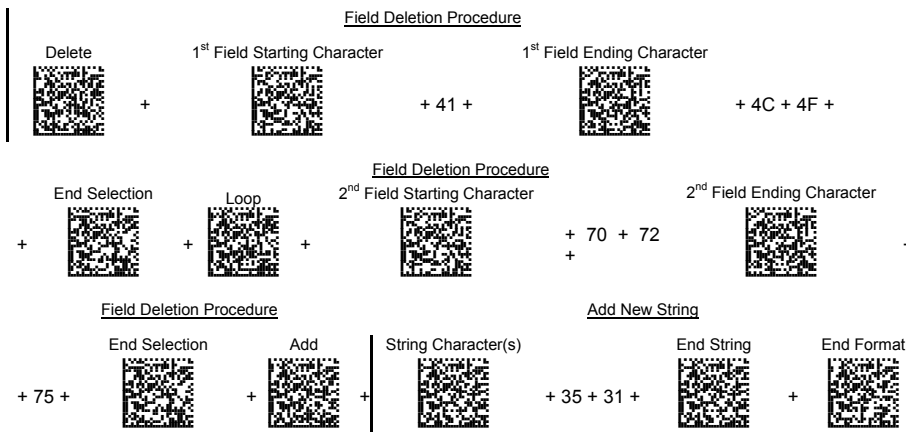 Field Deletion Procedure
Delete 1st Field Starting Character 1st Field Ending Character
+ + 41 + + 4C + 4F +
Field Deletion Procedure
End Selection Loop 2nd Field Starting Character 2nd Field Ending Character
+ + + + 70 + 72
+
Field Deletion Procedure Add New String
End Selection Add String Character(s) End String End Format
+ 75 + + + + 35 + 31 + +